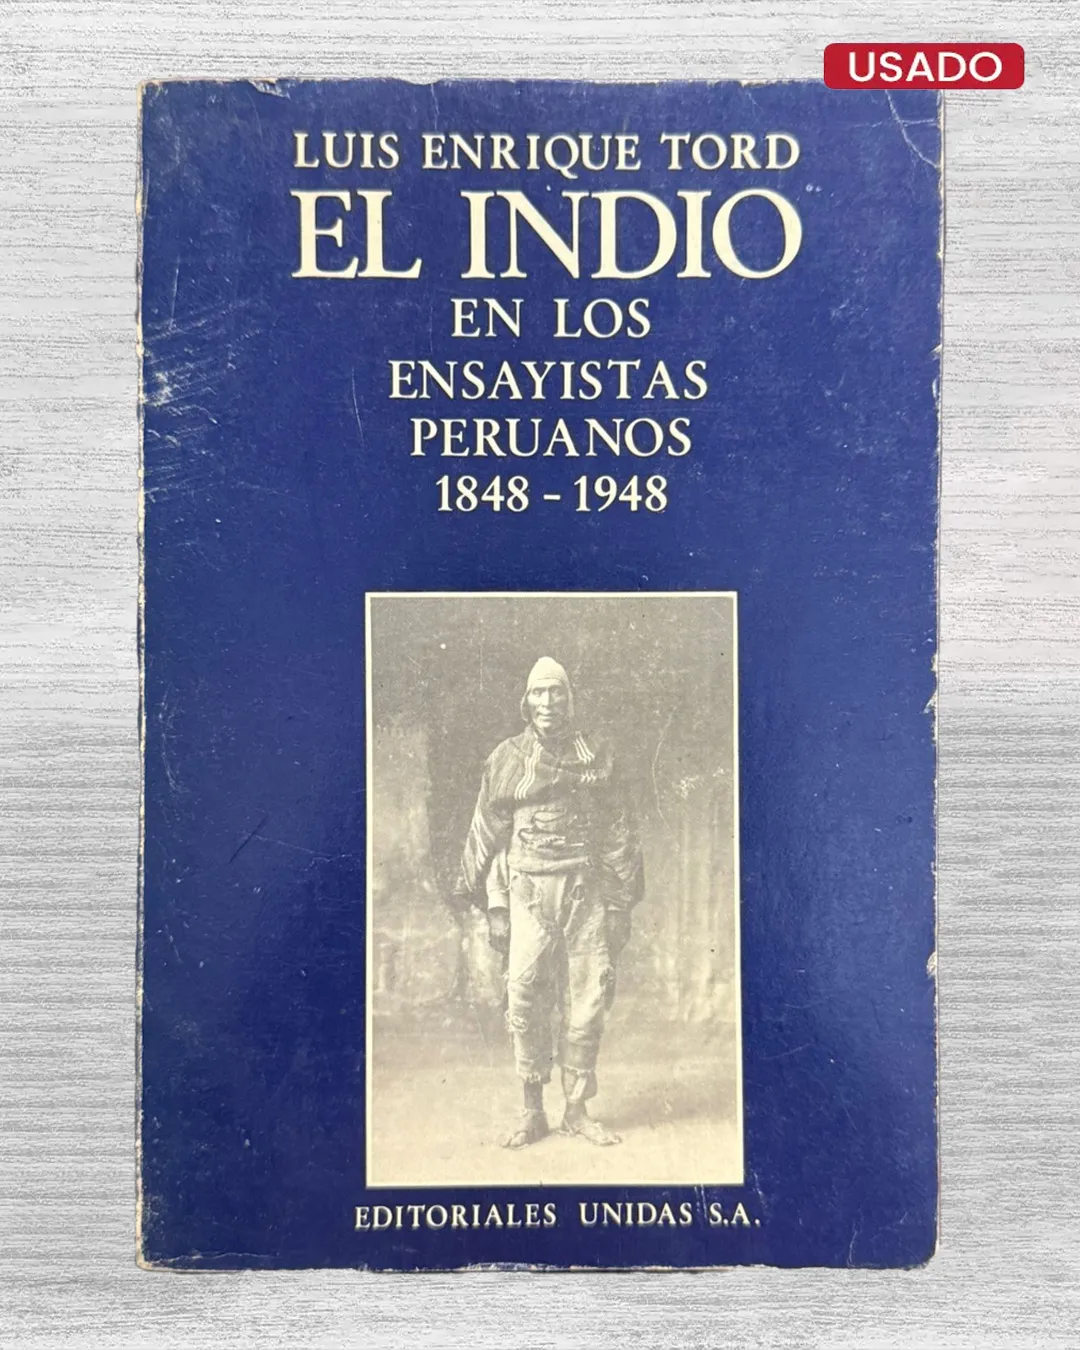 USADO
LUIS ENRIQUE TORD
EL INDIO
EN LOS
ENSAYISTAS
PERUANOS
1848 - 1948
EDITORIALES UNIDAS S.A.